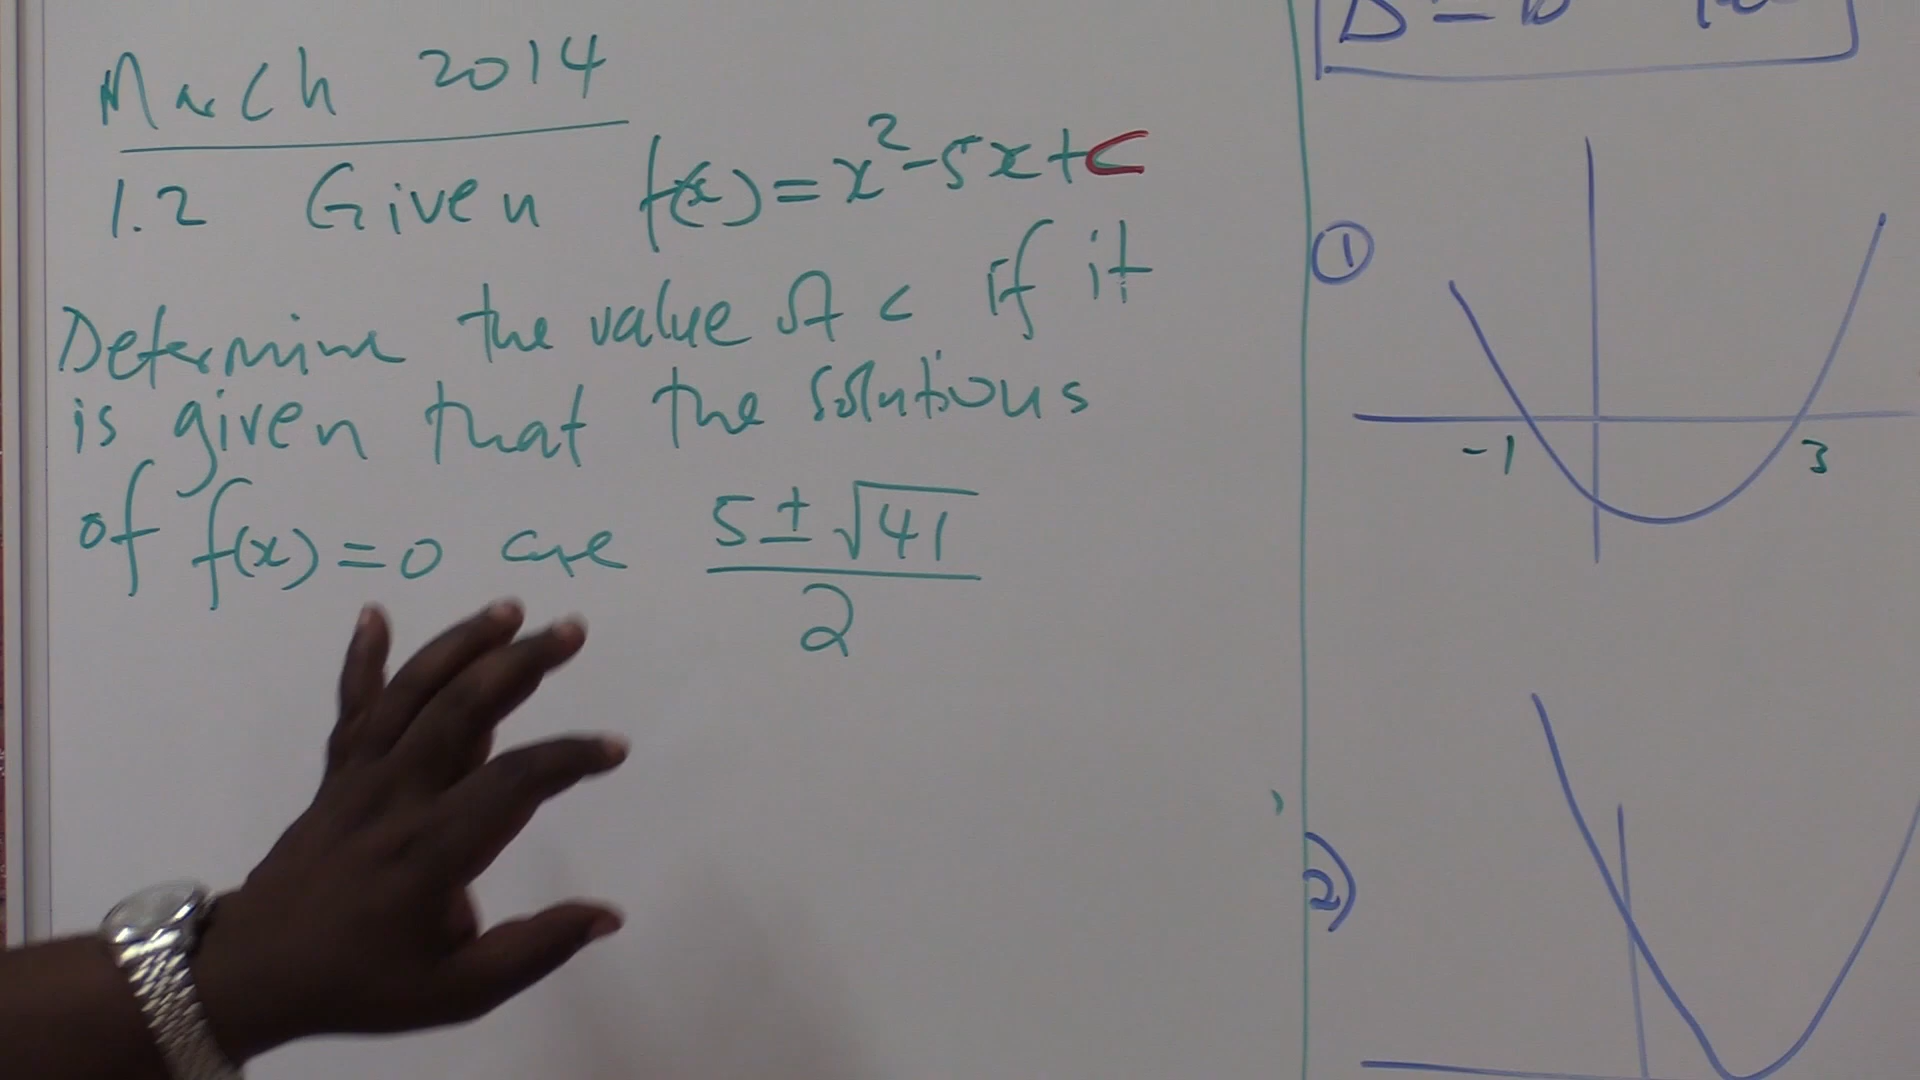 March 2014
1.2 Given f(x) = x² - 5x + c
Determine the value of c if it
is given that the solutions
of f(x) = 0 are 5 ± √41 / 2
①
-1 3
2)